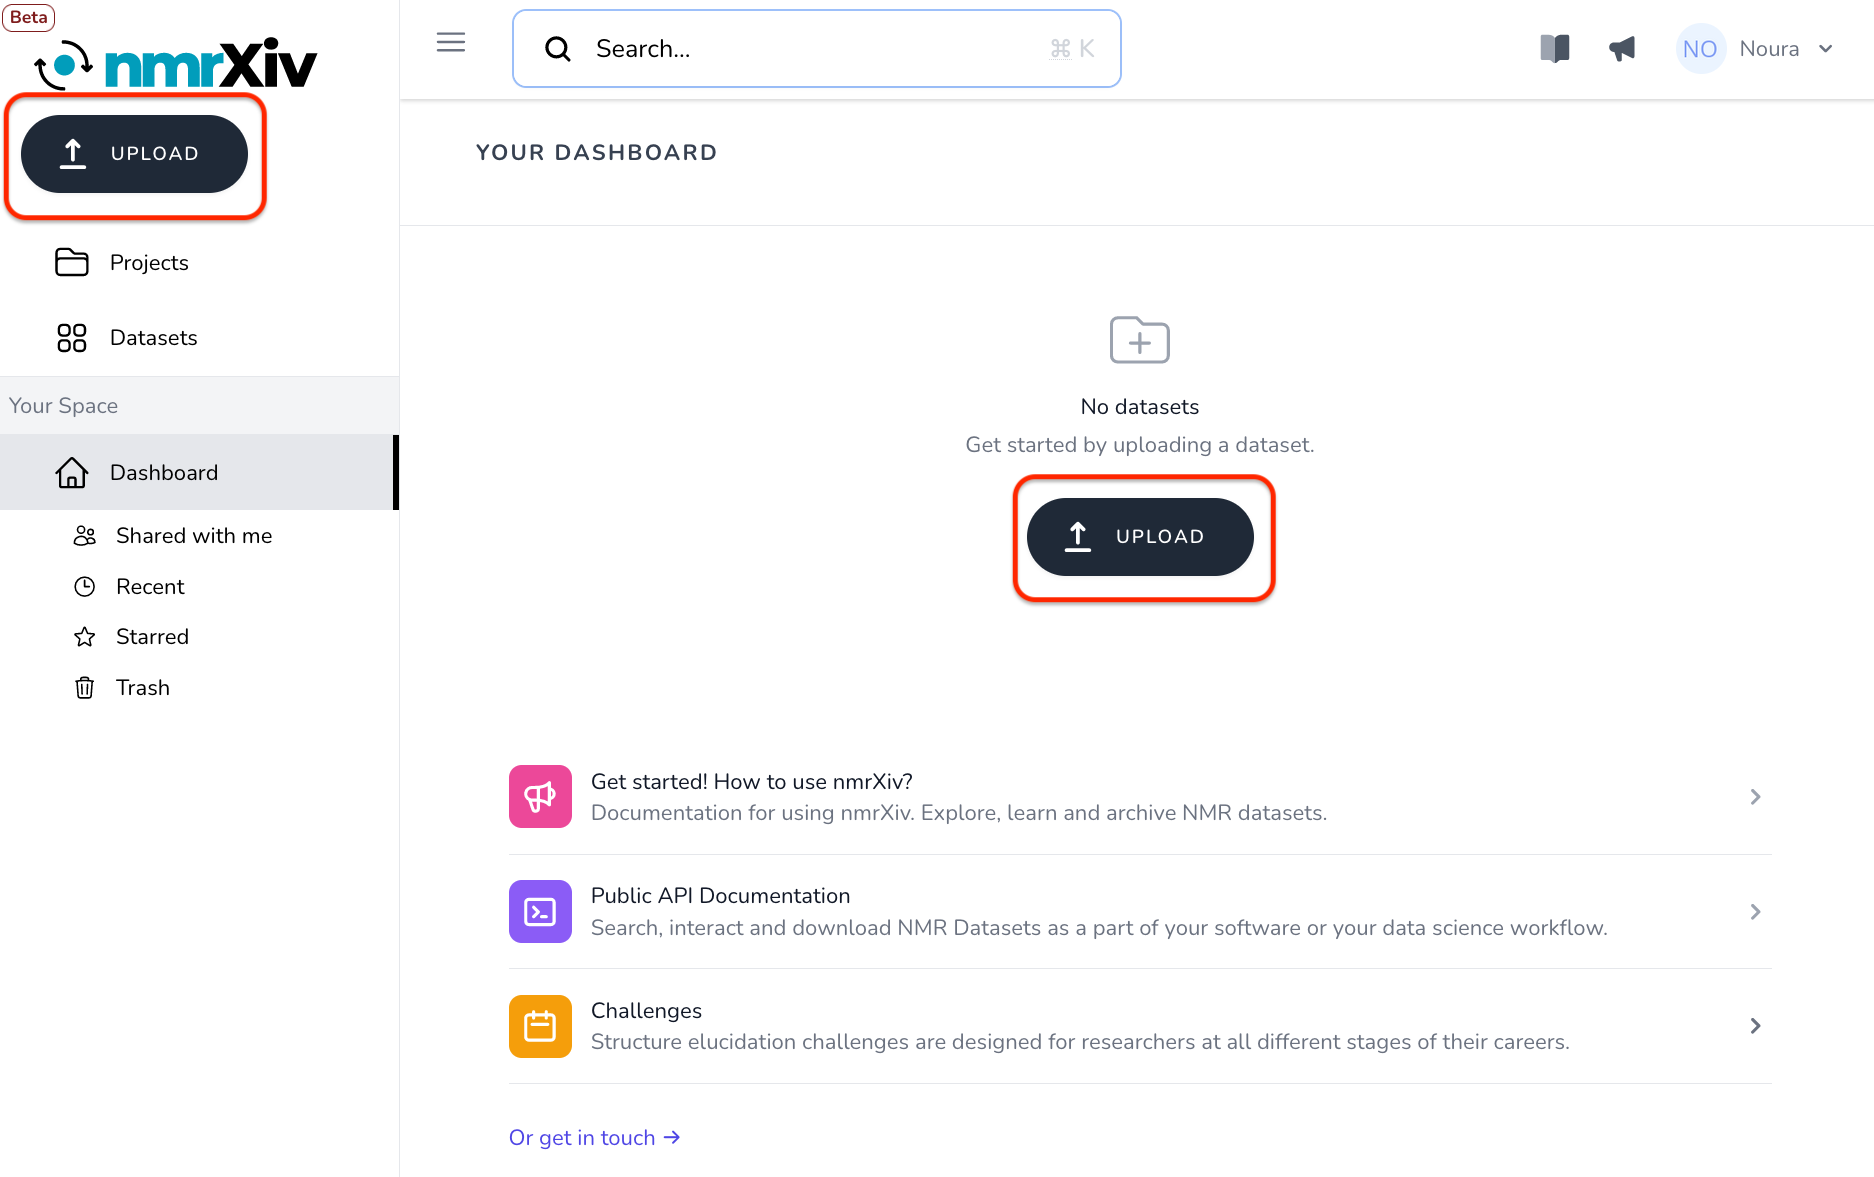 Beta
nmrXiv
UPLOAD
Projects
Datasets
Your Space
Dashboard
Shared with me
Recent
Starred
Trash
Search...
⌘ K
NO
Noura
YOUR DASHBOARD
No datasets
Get started by uploading a dataset.
UPLOAD
Get started! How to use nmrXiv?
Documentation for using nmrXiv. Explore, learn and archive NMR datasets.
Public API Documentation
Search, interact and download NMR Datasets as a part of your software or your data science workflow.
Challenges
Structure elucidation challenges are designed for researchers at all different stages of their careers.
Or get in touch →